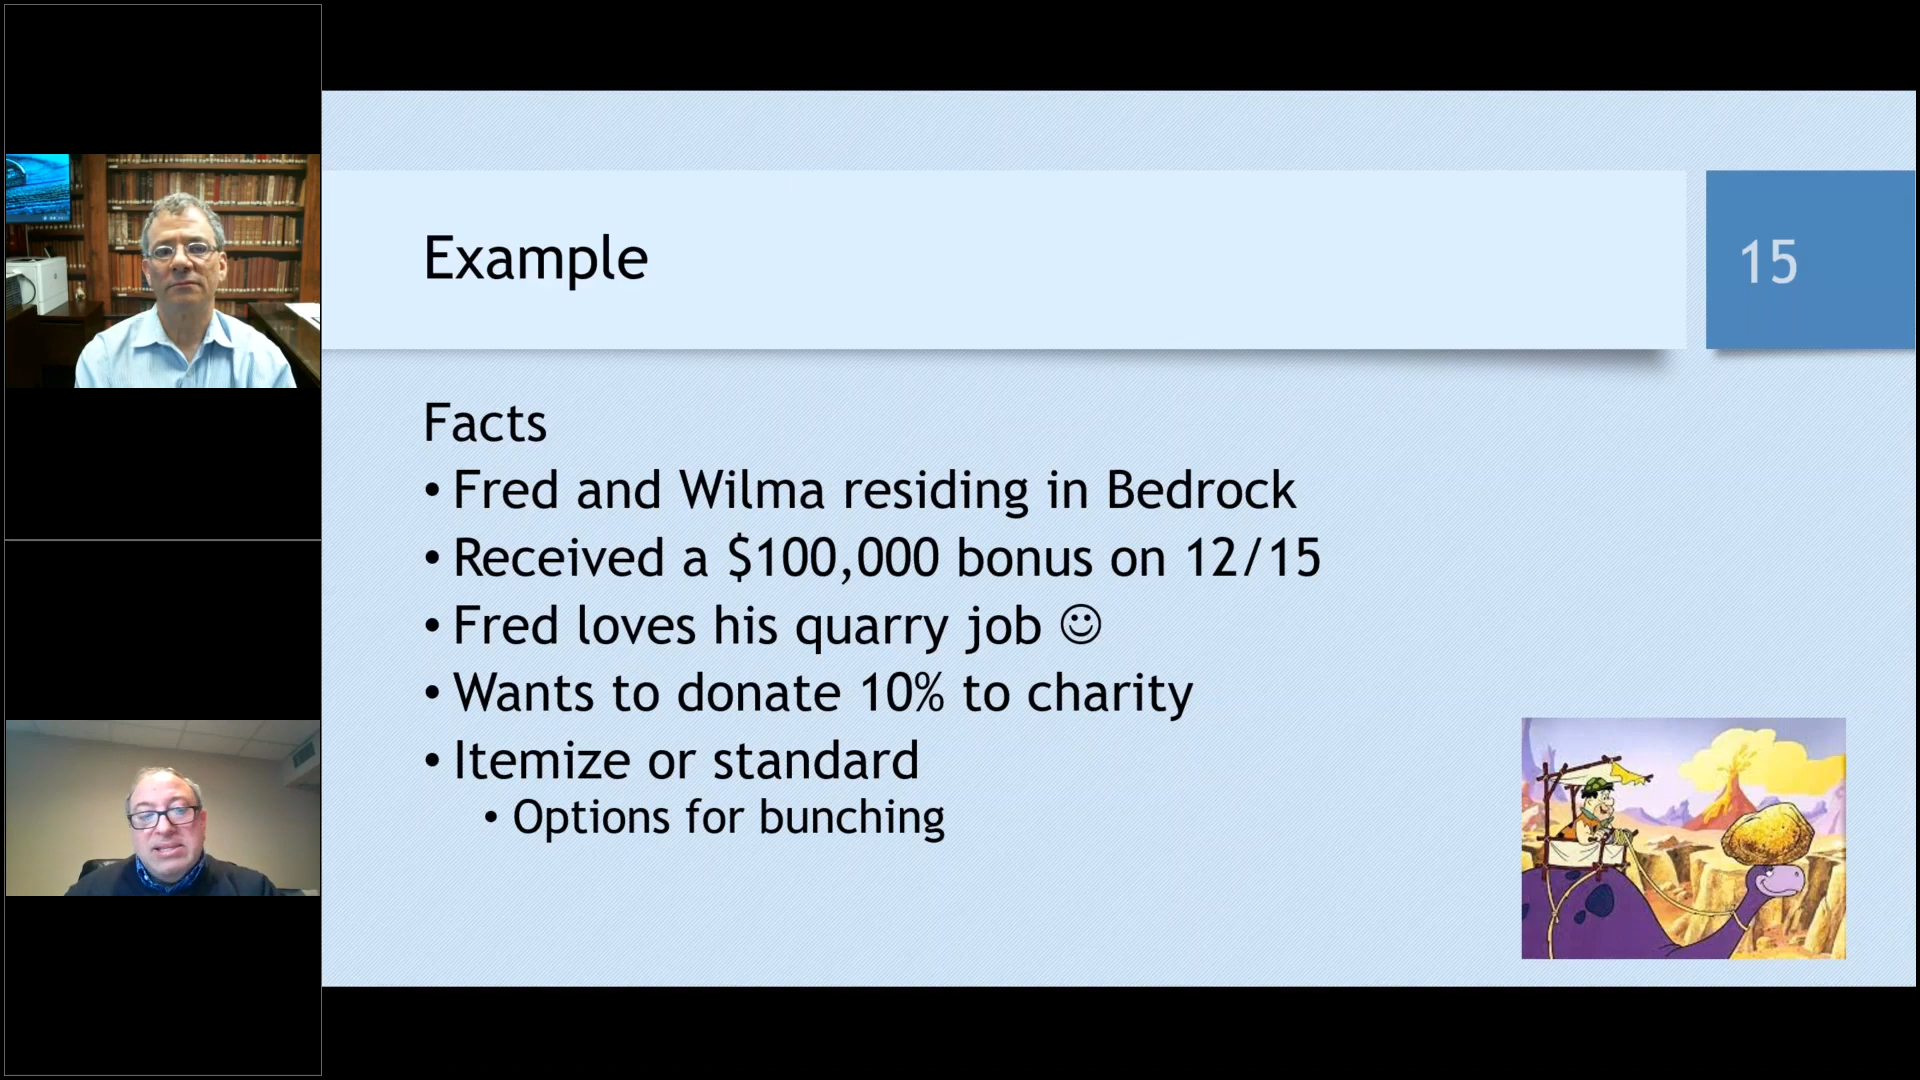 Example
15
Facts
• Fred and Wilma residing in Bedrock
• Received a $100,000 bonus on 12/15
• Fred loves his quarry job ☺
• Wants to donate 10% to charity
• Itemize or standard
• Options for bunching